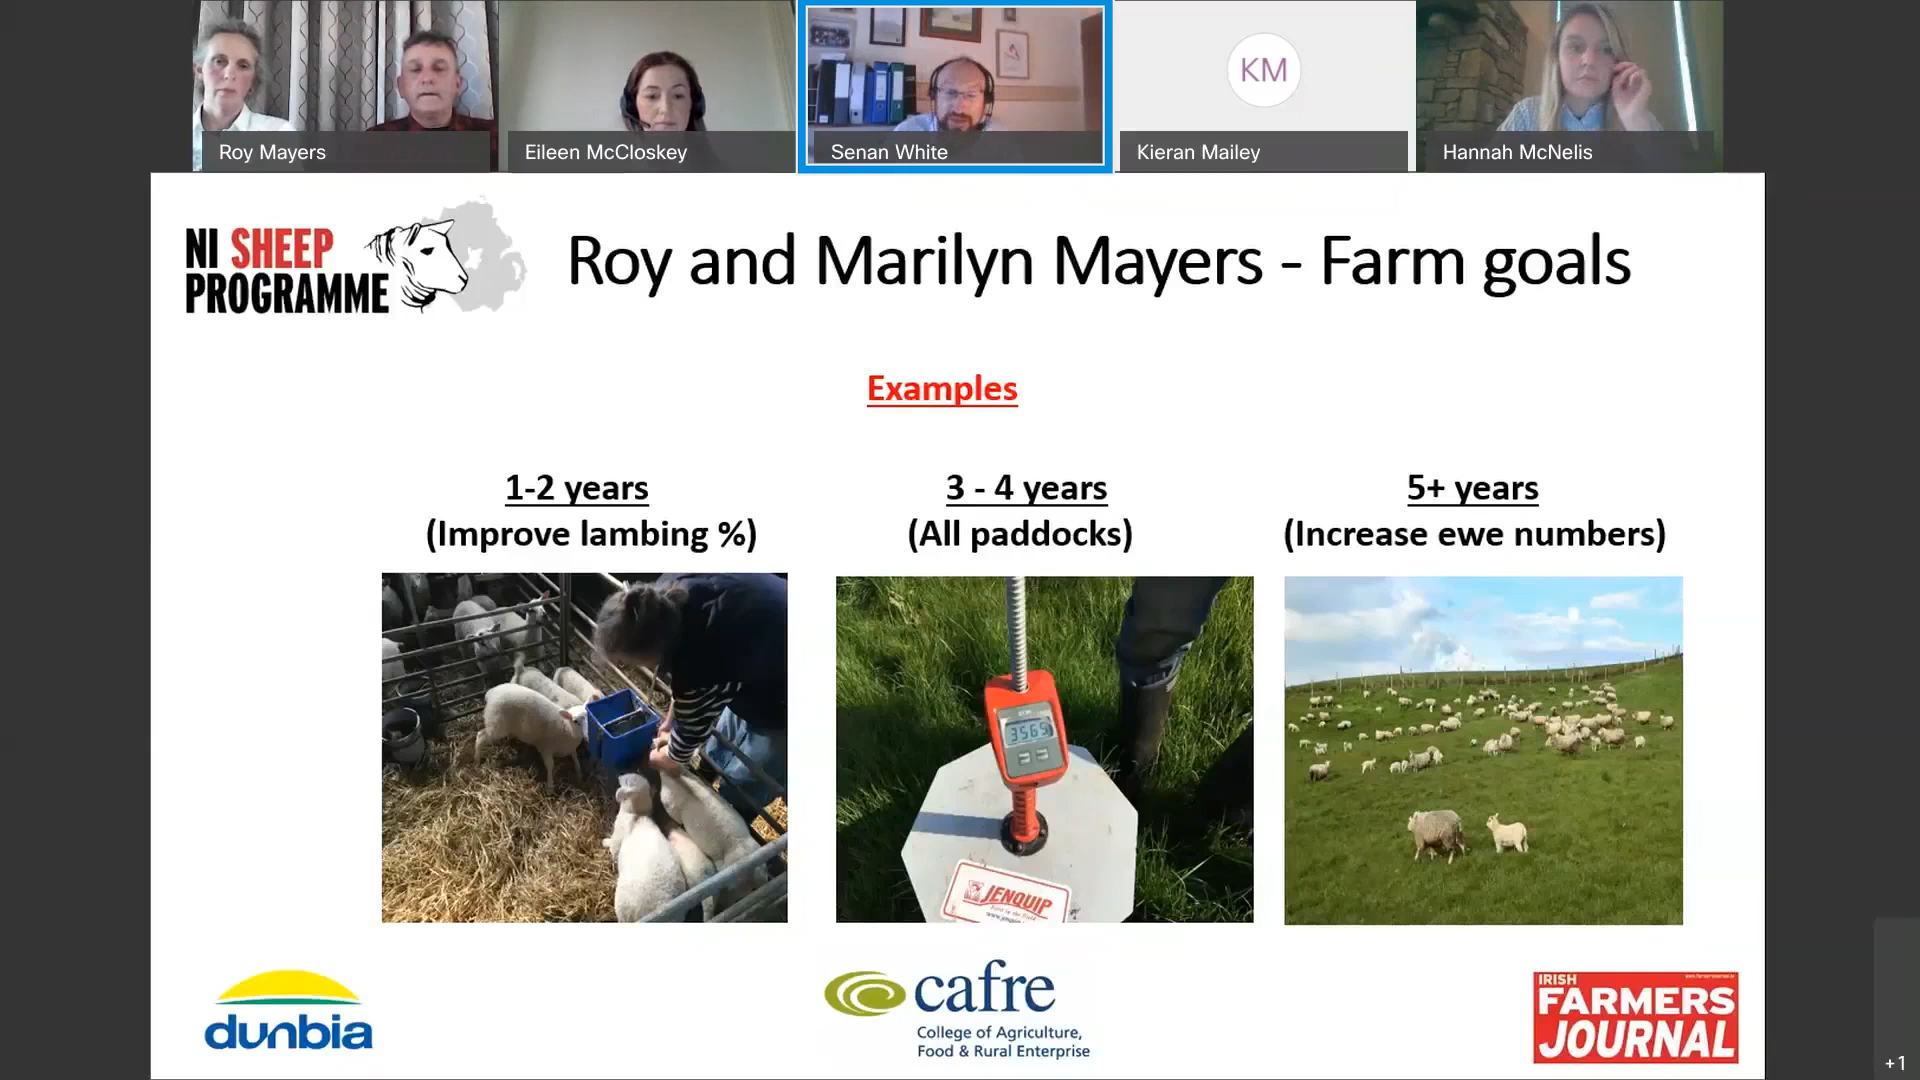 Roy Mayers
Eileen McCloskey
Senan White
KM
Kieran Mailey
Hannah McNelis
NI SHEEP
PROGRAMME
Roy and Marilyn Mayers - Farm goals
Examples
1-2 years
(Improve lambing %)
3 - 4 years
(All paddocks)
5+ years
(Increase ewe numbers)
3565
JENQUIP
dunbia
cafre
College of Agriculture,
Food & Rural Enterprise
IRISH
FARMERS
JOURNAL
+1